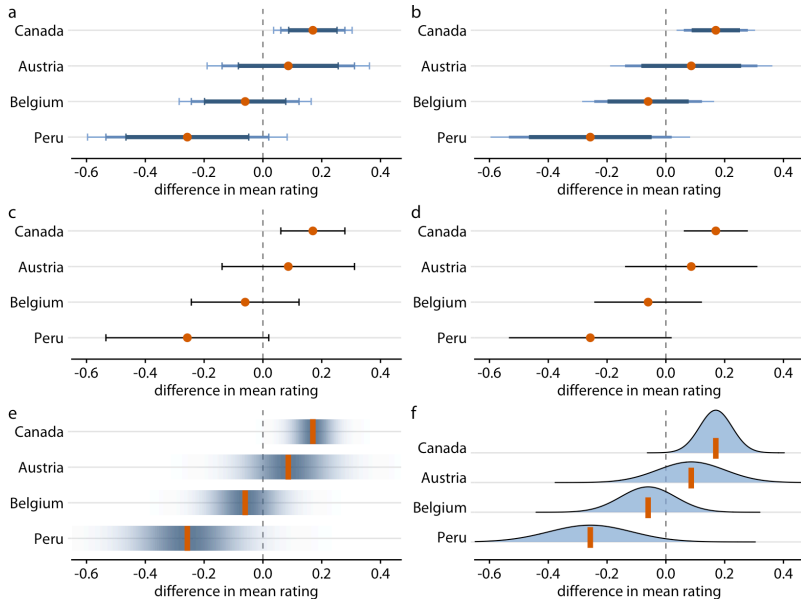 a
Canada
Austria
Belgium
Peru
-0.6 -0.4 -0.2 0.0 0.2 0.4
difference in mean rating
b
Canada
Austria
Belgium
Peru
-0.6 -0.4 -0.2 0.0 0.2 0.4
difference in mean rating
c
Canada
Austria
Belgium
Peru
-0.6 -0.4 -0.2 0.0 0.2 0.4
difference in mean rating
d
Canada
Austria
Belgium
Peru
-0.6 -0.4 -0.2 0.0 0.2 0.4
difference in mean rating
e
Canada
Austria
Belgium
Peru
-0.6 -0.4 -0.2 0.0 0.2 0.4
difference in mean rating
f
Canada
Austria
Belgium
Peru
-0.6 -0.4 -0.2 0.0 0.2 0.4
difference in mean rating